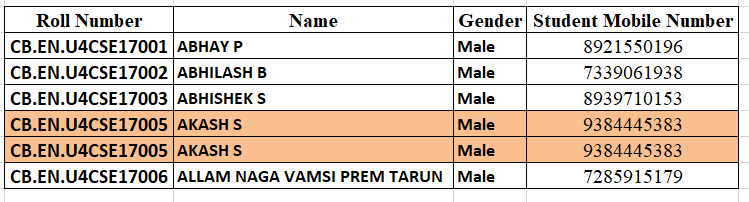 Roll Number Name Gender Student Mobile Number
CB.EN.U4CSE17001 ABHAY P Male 8921550196
CB.EN.U4CSE17002 ABHILASH B Male 7339061938
CB.EN.U4CSE17003 ABHISHEK S Male 8939710153
CB.EN.U4CSE17005 AKASH S Male 9384445383
CB.EN.U4CSE17005 AKASH S Male 9384445383
CB.EN.U4CSE17006 ALLAM NAGA VAMSI PREM TARUN Male 7285915179